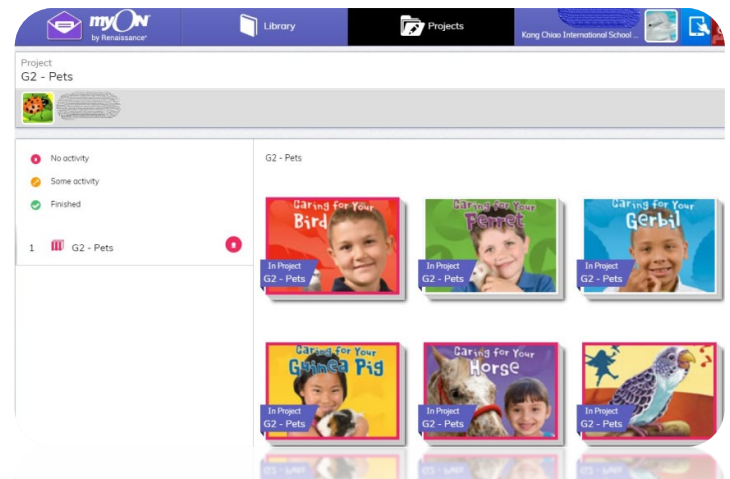 myON
by Renaissance
Library
Projects
Kang Chiao International School ...
Project
G2 - Pets
No activity
Some activity
Finished
1 G2 - Pets
G2 - Pets
Caring for Your
Bird
In Project
G2 - Pets
Caring for Your
Ferret
In Project
G2 - Pets
Caring for Your
Gerbil
In Project
G2 - Pets
Caring for Your
Guinea Pig
In Project
G2 - Pets
Caring for Your
Horse
In Project
G2 - Pets
In Project
G2 - Pets